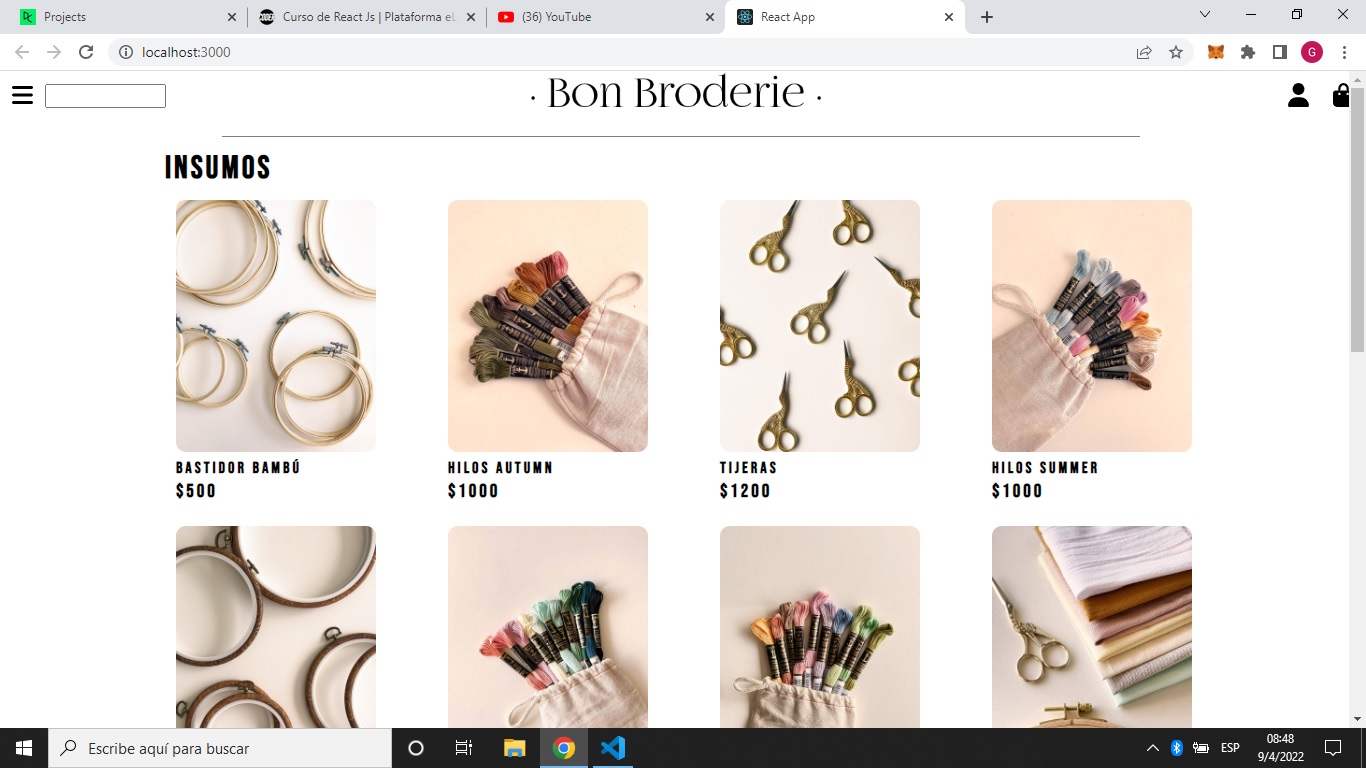 Projects
CODER
Curso de React Js | Plataforma eL
(36) YouTube
React App
localhost:3000
G
· Bon Broderie ·
INSUMOS
BASTIDOR BAMBÚ
$500
HILOS AUTUMN
$1000
TIJERAS
$1200
HILOS SUMMER
$1000
Escribe aquí para buscar
ESP
08:48
9/4/2022